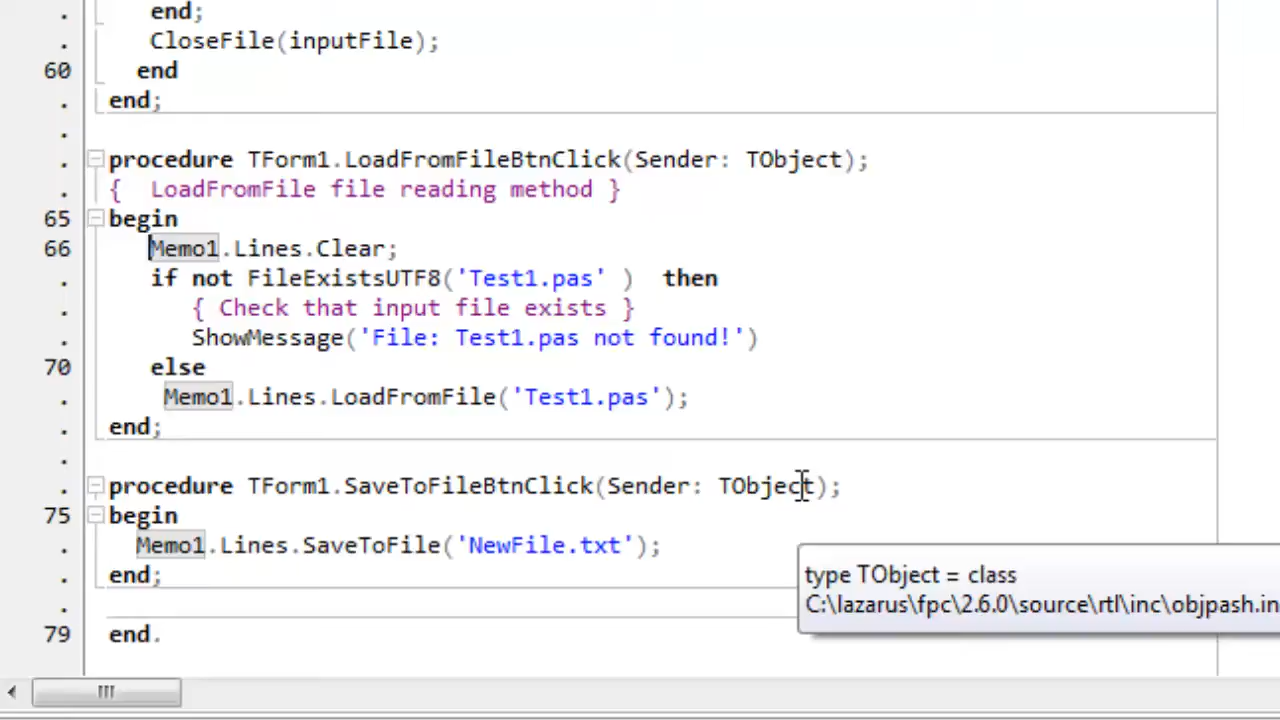 end;
CloseFile(inputFile);
60 end
end;
procedure TForm1.LoadFromFileBtnClick(Sender: TObject);
{ LoadFromFile file reading method }
65 begin
66 Memo1.Lines.Clear;
if not FileExistsUTF8('Test1.pas' ) then
{ Check that input file exists }
ShowMessage('File: Test1.pas not found!')
70 else
Memo1.Lines.LoadFromFile('Test1.pas');
end;
procedure TForm1.SaveToFileBtnClick(Sender: TObject);
75 begin
Memo1.Lines.SaveToFile('NewFile.txt');
end;
type TObject = class
C:\lazarus\fpc\2.6.0\source\rtl\inc\objpash.in
79 end.